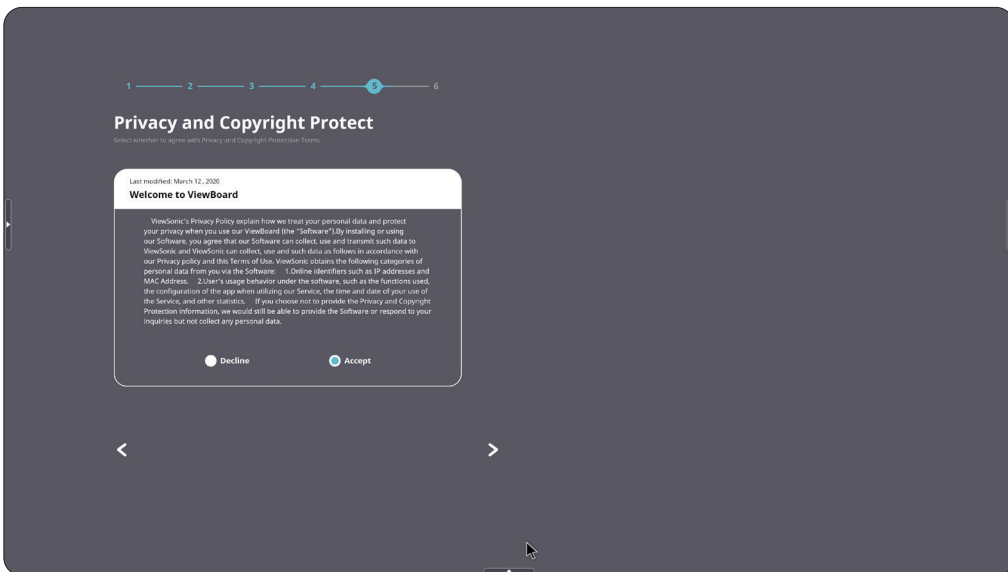 1 2 3 4 5 6
Privacy and Copyright Protect
Select whether to agree with Privacy and Copyright Protection Terms
Last modified: March 12 , 2020
Welcome to ViewBoard
ViewSonic's Privacy Policy explain how we treat your personal data and protect
your privacy when you use our ViewBoard (the "Software").By installing or using
our Software, you agree that our Software can collect, use and transmit such data to
ViewSonic and ViewSonic can collect, use and such data as follows in accordance with
our Privacy policy and this Terms of Use. ViewSonic obtains the following categories of
personal data from you via the Software: 1.Online identifiers such as IP addresses and
MAC Address. 2.User's usage behavior under the software, such as the functions used,
the configuration of the app when utilizing our Service, the time and date of your use of
the Service, and other statistics. If you choose not to provide the Privacy and Copyright
Protection information, we would still be able to provide the Software or respond to your
inquiries but not collect any personal data.
Decline Accept